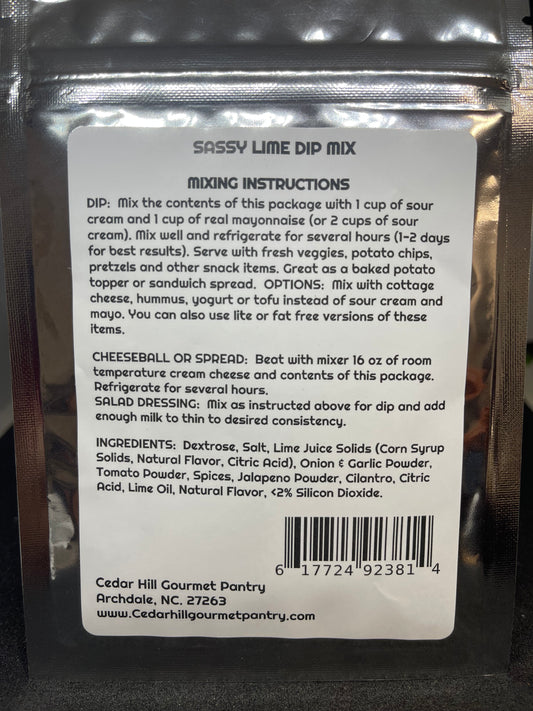 SASSY LIME DIP MIX
MIXING INSTRUCTIONS
DIP: Mix the contents of this package with 1 cup of sour
cream and 1 cup of real mayonnaise (or 2 cups of sour
cream). Mix well and refrigerate for several hours (1-2 days
for best results). Serve with fresh veggies, potato chips,
pretzels and other snack items. Great as a baked potato
topper or sandwich spread. OPTIONS: Mix with cottage
cheese, hummus, yogurt or tofu instead of sour cream and
mayo. You can also use lite or fat free versions of these
items.
CHEESEBALL OR SPREAD: Beat with mixer 16 oz of room
temperature cream cheese and contents of this package.
Refrigerate for several hours.
SALAD DRESSING: Mix as instructed above for dip and add
enough milk to thin to desired consistency.
INGREDIENTS: Dextrose, Salt, Lime Juice Solids (Corn Syrup
Solids, Natural Flavor, Citric Acid), Onion & Garlic Powder,
Tomato Powder, Spices, Jalapeno Powder, Cilantro, Citric
Acid, Lime Oil, Natural Flavor, <2% Silicon Dioxide.
6 17724 92381 4
Cedar Hill Gourmet Pantry
Archdale, NC. 27263
www.Cedarhillgourmetpantry.com